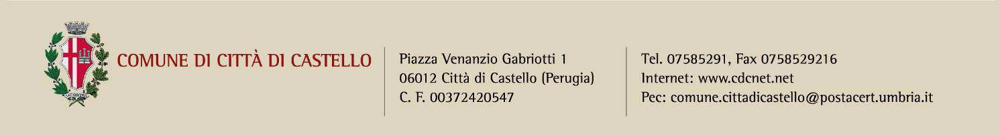 COMUNE DI CITTÀ DI CASTELLO
Piazza Venanzio Gabriotti 1
06012 Città di Castello (Perugia)
C. F. 00372420547
Tel. 07585291, Fax 0758529216
Internet: www.cdcnet.net
Pec: comune.cittadicastello@postacert.umbria.it